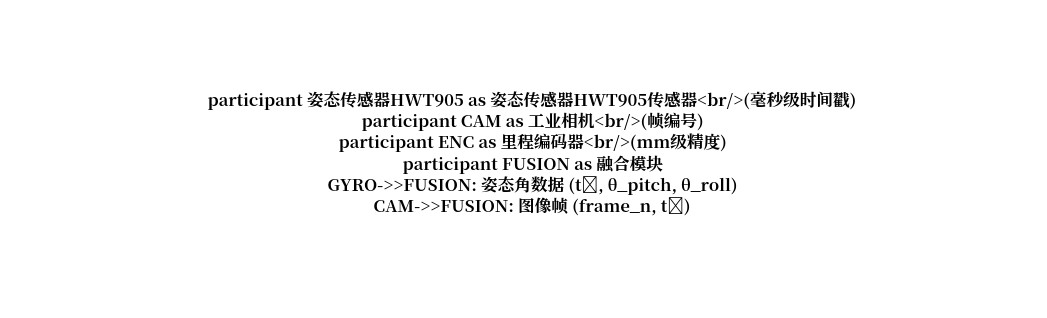 participant 姿态传感器HWT905 as 姿态传感器HWT905传感器<br/>(毫秒级时间戳)
participant CAM as 工业相机<br/>(帧编号)
participant ENC as 里程编码器<br/>(mm级精度)
participant FUSION as 融合模块
GYRO->>FUSION: 姿态角数据 (t, θ_pitch, θ_roll)
CAM->>FUSION: 图像帧 (frame_n, t)